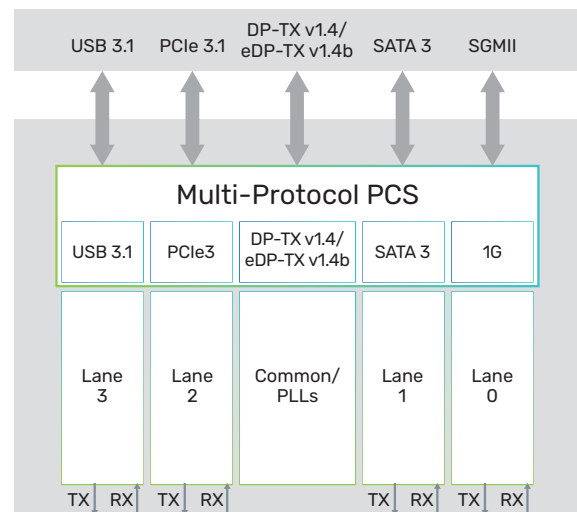 USB 3.1 PCIe 3.1 DP-TX v1.4/ SATA 3 SGMII
eDP-TX v1.4b
Multi-Protocol PCS
USB 3.1 PCIe3 DP-TX v1.4/ SATA 3 1G
eDP-TX v1.4b
Lane Lane Common/ Lane Lane
3 2 PLLs 1 0
TX RX TX RX TX RX TX RX